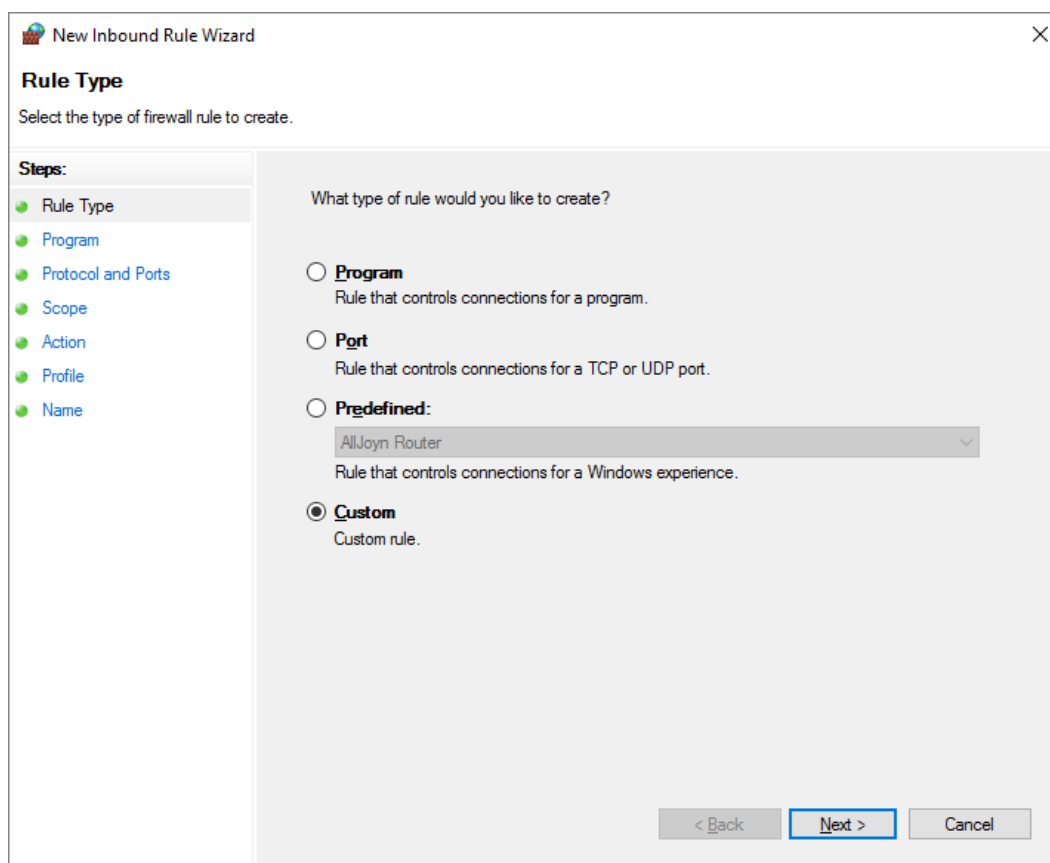 New Inbound Rule Wizard
Rule Type
Select the type of firewall rule to create.
Steps:
Rule Type
Program
Protocol and Ports
Scope
Action
Profile
Name
What type of rule would you like to create?
Program
Rule that controls connections for a program.
Port
Rule that controls connections for a TCP or UDP port.
Predefined:
AllJoyn Router
Rule that controls connections for a Windows experience.
Custom
Custom rule.
< Back
Next >
Cancel